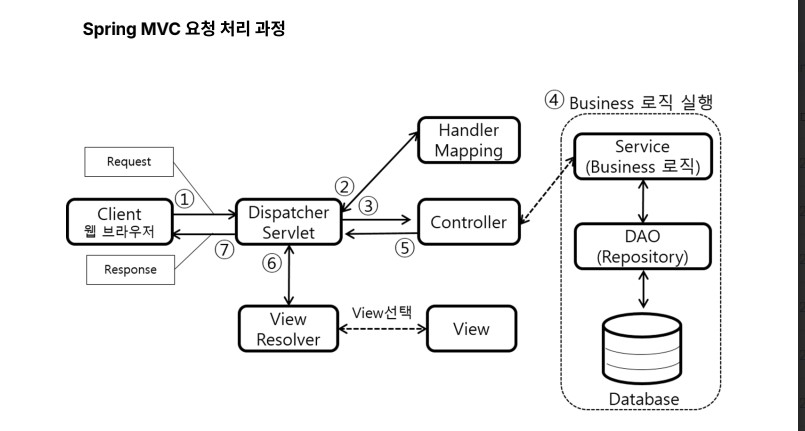 Spring MVC 요청 처리 과정
④ Business 로직 실행
Handler
Mapping
Service
(Business 로직)
Request
②
①
③
Client
웹 브라우저
Dispatcher
Servlet
Controller
DAO
(Repository)
⑦
⑤
⑥
Response
View선택
View
Resolver
View
Database